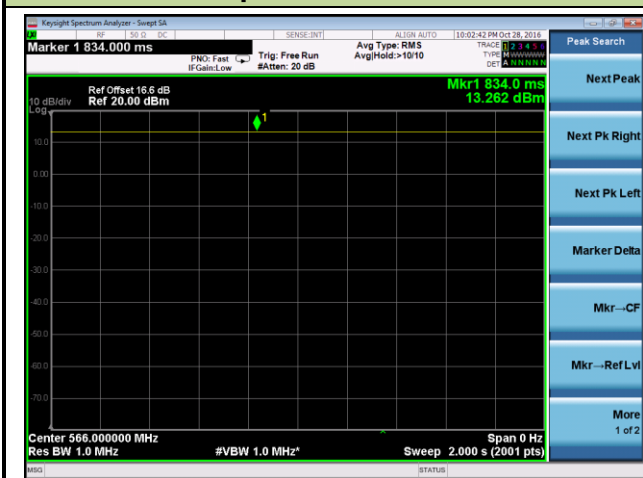 Keysight Spectrum Analyzer - Swept SA
RF 50 Ω DC SENSE:INT ALIGN AUTO 10:02:42 PM Oct 28, 2016
Marker 1 834.000 ms
PNO: Fast
IFGain:Low
Trig: Free Run
#Atten: 20 dB
Avg Type: RMS
Avg|Hold:>10/10
TRACE 1 2 3 4 5 6
TYPE MWWWWW
DET A NNNNN
Peak Search
Ref Offset 16.6 dB
Ref 20.00 dBm
10 dB/div
Log
Mkr1 834.0 ms
13.262 dBm
1
10.0
0.00
-10.0
-20.0
-30.0
-40.0
-50.0
-60.0
-70.0
Next Peak
Next Pk Right
Next Pk Left
Marker Delta
Mkr→CF
Mkr→Ref Lvl
More
1 of 2
Center 566.000000 MHz
Span 0 Hz
Res BW 1.0 MHz
#VBW 1.0 MHz*
Sweep 2.000 s (2001 pts)
MSG
STATUS